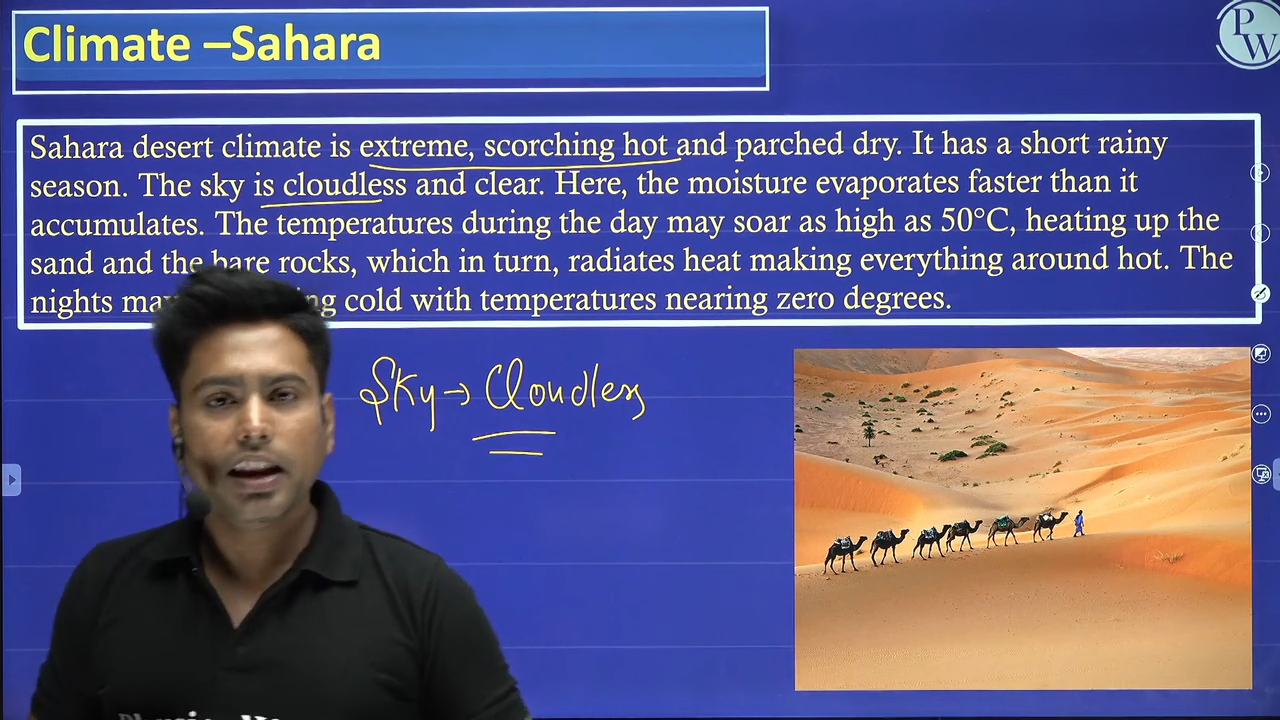 Climate –Sahara
PW
Sahara desert climate is extreme, scorching hot and parched dry. It has a short rainy
season. The sky is cloudless and clear. Here, the moisture evaporates faster than it
accumulates. The temperatures during the day may soar as high as 50°C, heating up the
sand and the bare rocks, which in turn, radiates heat making everything around hot. The
nights cold with temperatures nearing zero degrees.
Sky → Cloudless